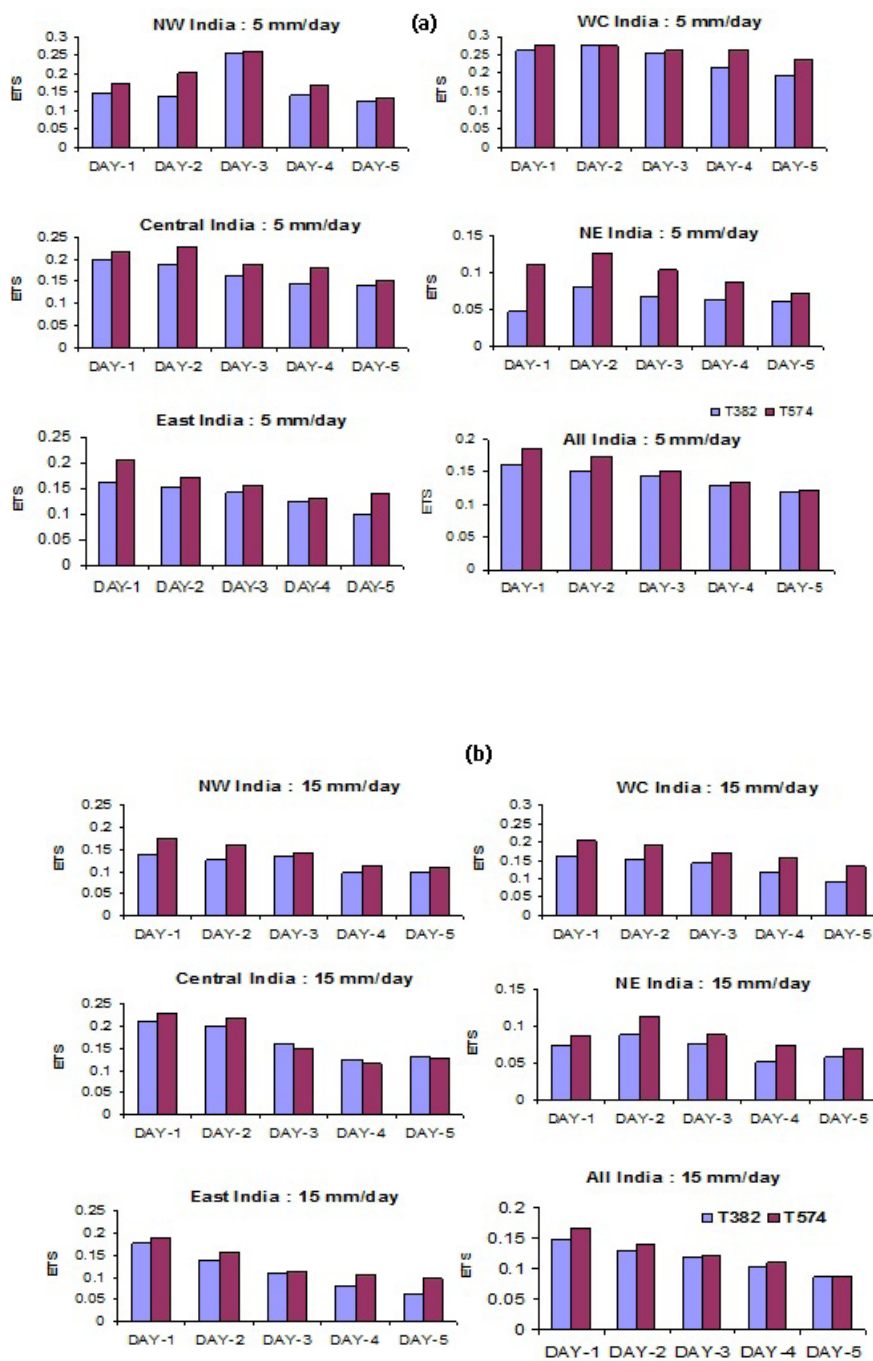 (a)
NW India : 5 mm/day
ETS
0.3
0.25
0.2
0.15
0.1
0.05
0
DAY-1 DAY-2 DAY-3 DAY-4 DAY-5
WC India : 5 mm/day
ETS
0.3
0.25
0.2
0.15
0.1
0.05
0
DAY-1 DAY-2 DAY-3 DAY-4 DAY-5
Central India : 5 mm/day
ETS
0.25
0.2
0.15
0.1
0.05
0
DAY-1 DAY-2 DAY-3 DAY-4 DAY-5
NE India : 5 mm/day
ETS
0.15
0.1
0.05
0
DAY-1 DAY-2 DAY-3 DAY-4 DAY-5
East India : 5 mm/day
ETS
0.25
0.2
0.15
0.1
0.05
0
DAY-1 DAY-2 DAY-3 DAY-4 DAY-5
T382 T574
All India : 5 mm/day
ETS
0.2
0.15
0.1
0.05
0
DAY-1 DAY-2 DAY-3 DAY-4 DAY-5
(b)
NW India : 15 mm/day
ETS
0.25
0.2
0.15
0.1
0.05
0
DAY-1 DAY-2 DAY-3 DAY-4 DAY-5
WC India : 15 mm/day
ETS
0.3
0.25
0.2
0.15
0.1
0.05
0
DAY-1 DAY-2 DAY-3 DAY-4 DAY-5
Central India : 15 mm/day
ETS
0.25
0.2
0.15
0.1
0.05
0
DAY-1 DAY-2 DAY-3 DAY-4 DAY-5
NE India : 15 mm/day
ETS
0.15
0.1
0.05
0
DAY-1 DAY-2 DAY-3 DAY-4 DAY-5
East India : 15 mm/day
ETS
0.25
0.2
0.15
0.1
0.05
0
DAY-1 DAY-2 DAY-3 DAY-4 DAY-5
All India : 15 mm/day
T382 T574
ETS
0.2
0.15
0.1
0.05
0
DAY-1 DAY-2 DAY-3 DAY-4 DAY-5